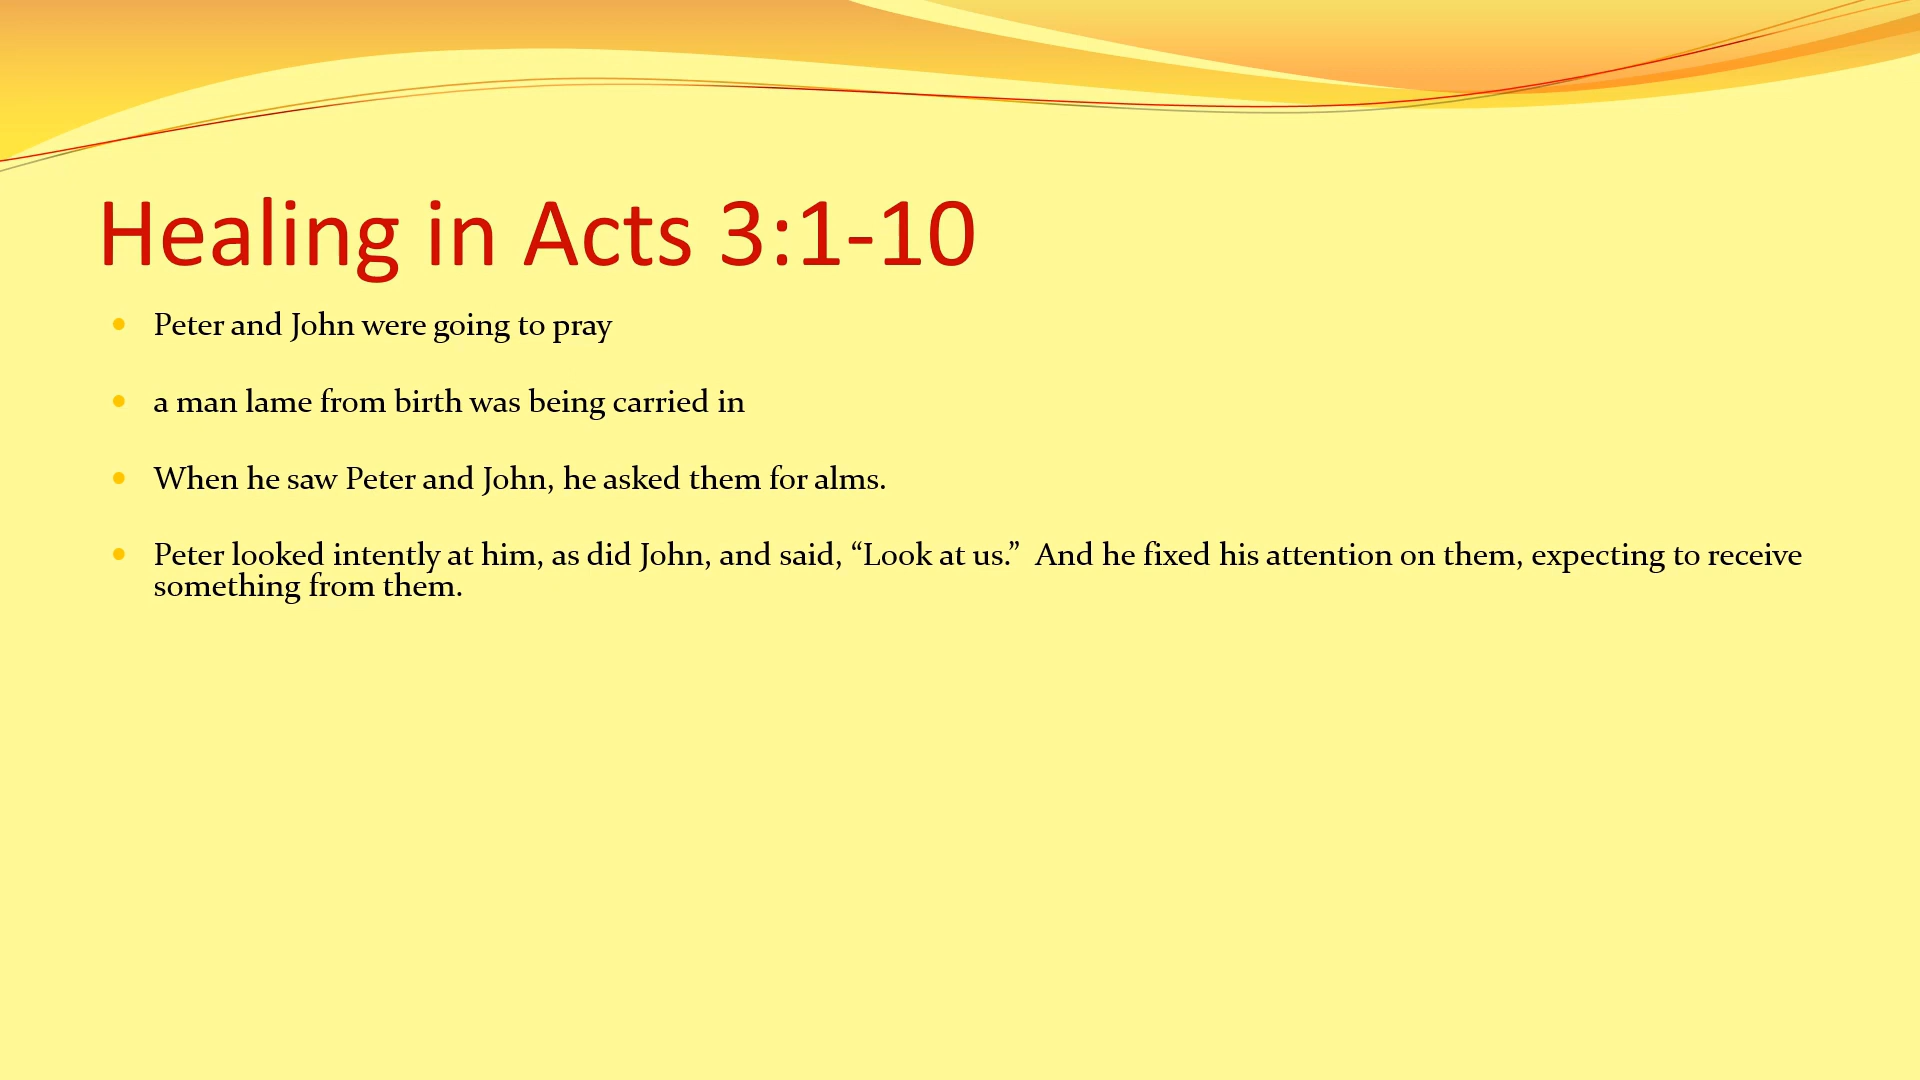 Healing in Acts 3:1-10
• Peter and John were going to pray
• a man lame from birth was being carried in
• When he saw Peter and John, he asked them for alms.
• Peter looked intently at him, as did John, and said, “Look at us.”  And he fixed his attention on them, expecting to receive
something from them.